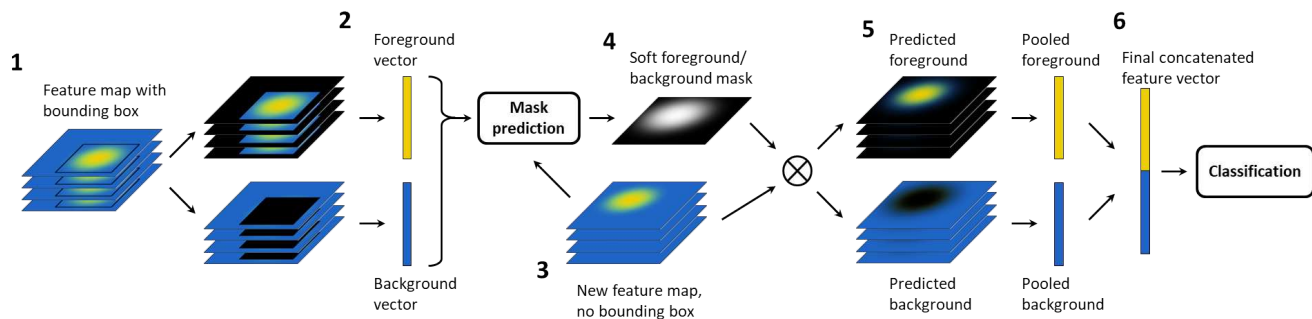 1
Feature map with
bounding box
2
Foreground
vector
Background
vector
Mask
prediction
3
New feature map,
no bounding box
4
Soft foreground/
background mask
5
Predicted
foreground
Pooled
foreground
Predicted
background
Pooled
background
6
Final concatenated
feature vector
Classification